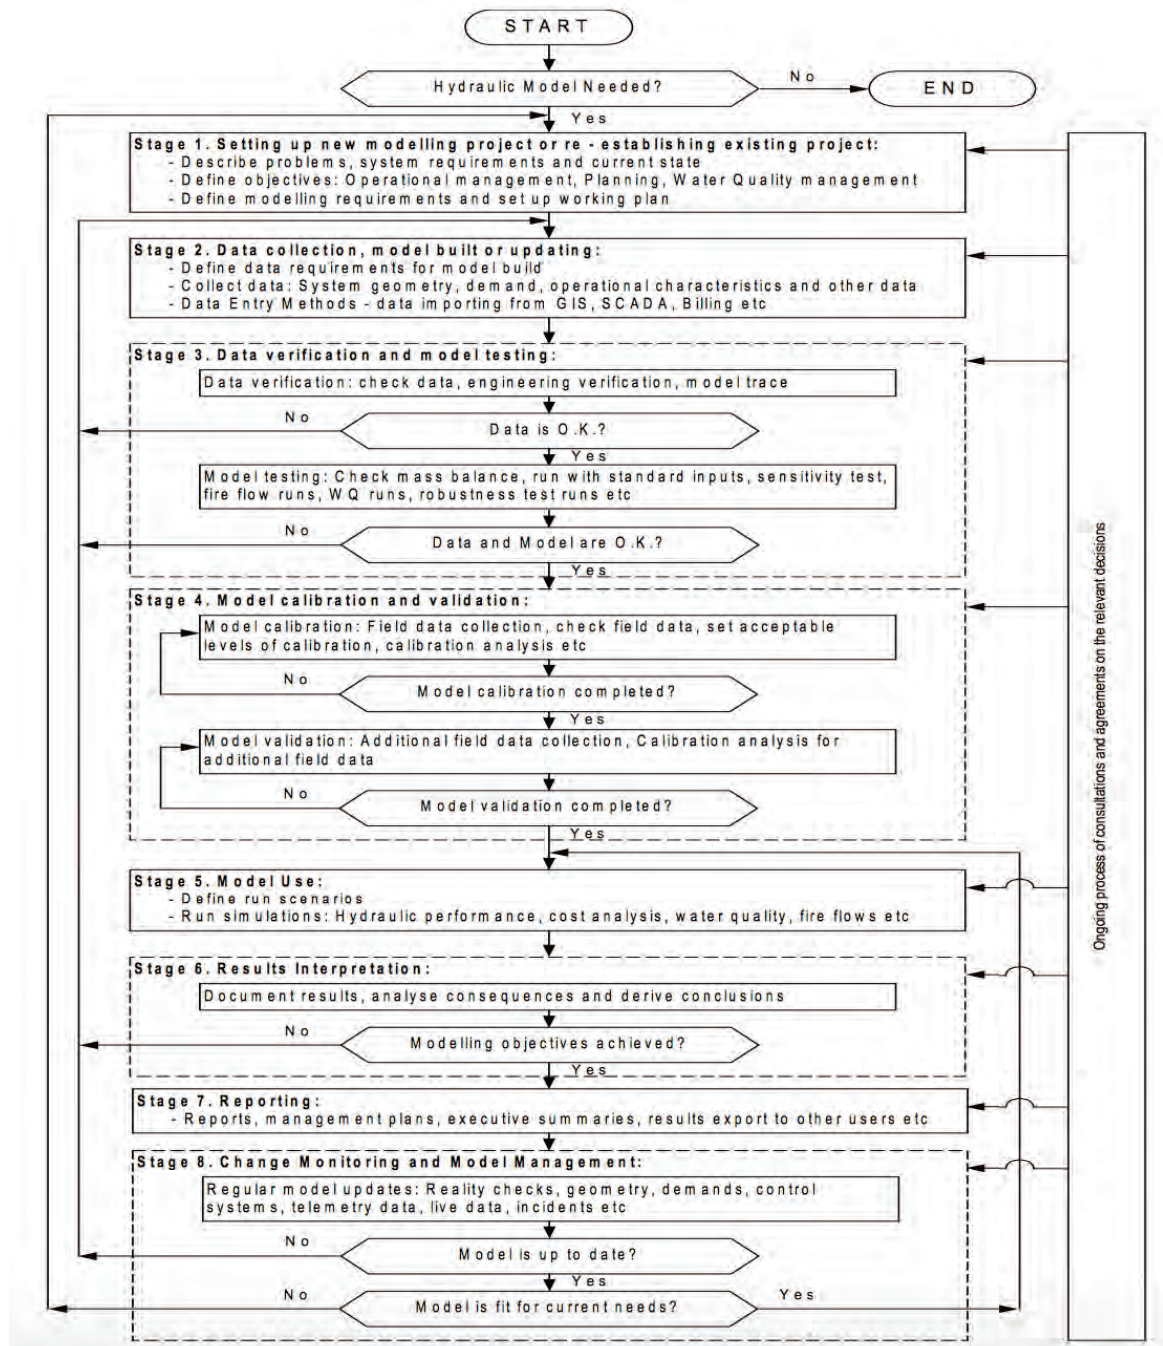 START
Hydraulic Model Needed?
No
END
Yes
Stage 1. Setting up new modelling project or re - establishing existing project:
- Describe problems, system requirements and current state
- Define objectives: Operational management, Planning, Water Quality management
- Define modelling requirements and set up working plan
Stage 2. Data collection, model built or updating:
- Define data requirements for model build
- Collect data: System geometry, demand, operational characteristics and other data
- Data Entry Methods - data importing from GIS, SCADA, Billing etc
Stage 3. Data verification and model testing:
Data verification: check data, engineering verification, model trace
No
Data is O.K.?
Yes
Model testing: Check mass balance, run with standard inputs, sensitivity test,
fire flow runs, WQ runs, robustness test runs etc
No
Data and Model are O.K.?
Yes
Stage 4. Model calibration and validation:
Model calibration: Field data collection, check field data, set acceptable
levels of calibration, calibration analysis etc
No
Model calibration completed?
Yes
Model validation: Additional field data collection, Calibration analysis for
additional field data
No
Model validation completed?
Yes
Stage 5. Model Use:
- Define run scenarios
- Run simulations: Hydraulic performance, cost analysis, water quality, fire flows etc
Stage 6. Results Interpretation:
Document results, analyse consequences and derive conclusions
No
Modelling objectives achieved?
Yes
Stage 7. Reporting:
- Reports, management plans, executive summaries, results export to other users etc
Stage 8. Change Monitoring and Model Management:
Regular model updates: Reality checks, geometry, demands, control
systems, telemetry data, live data, incidents etc
No
Model is up to date?
Yes
No
Model is fit for current needs?
Yes
Ongoing process of consultations and agreements on the relevant decisions